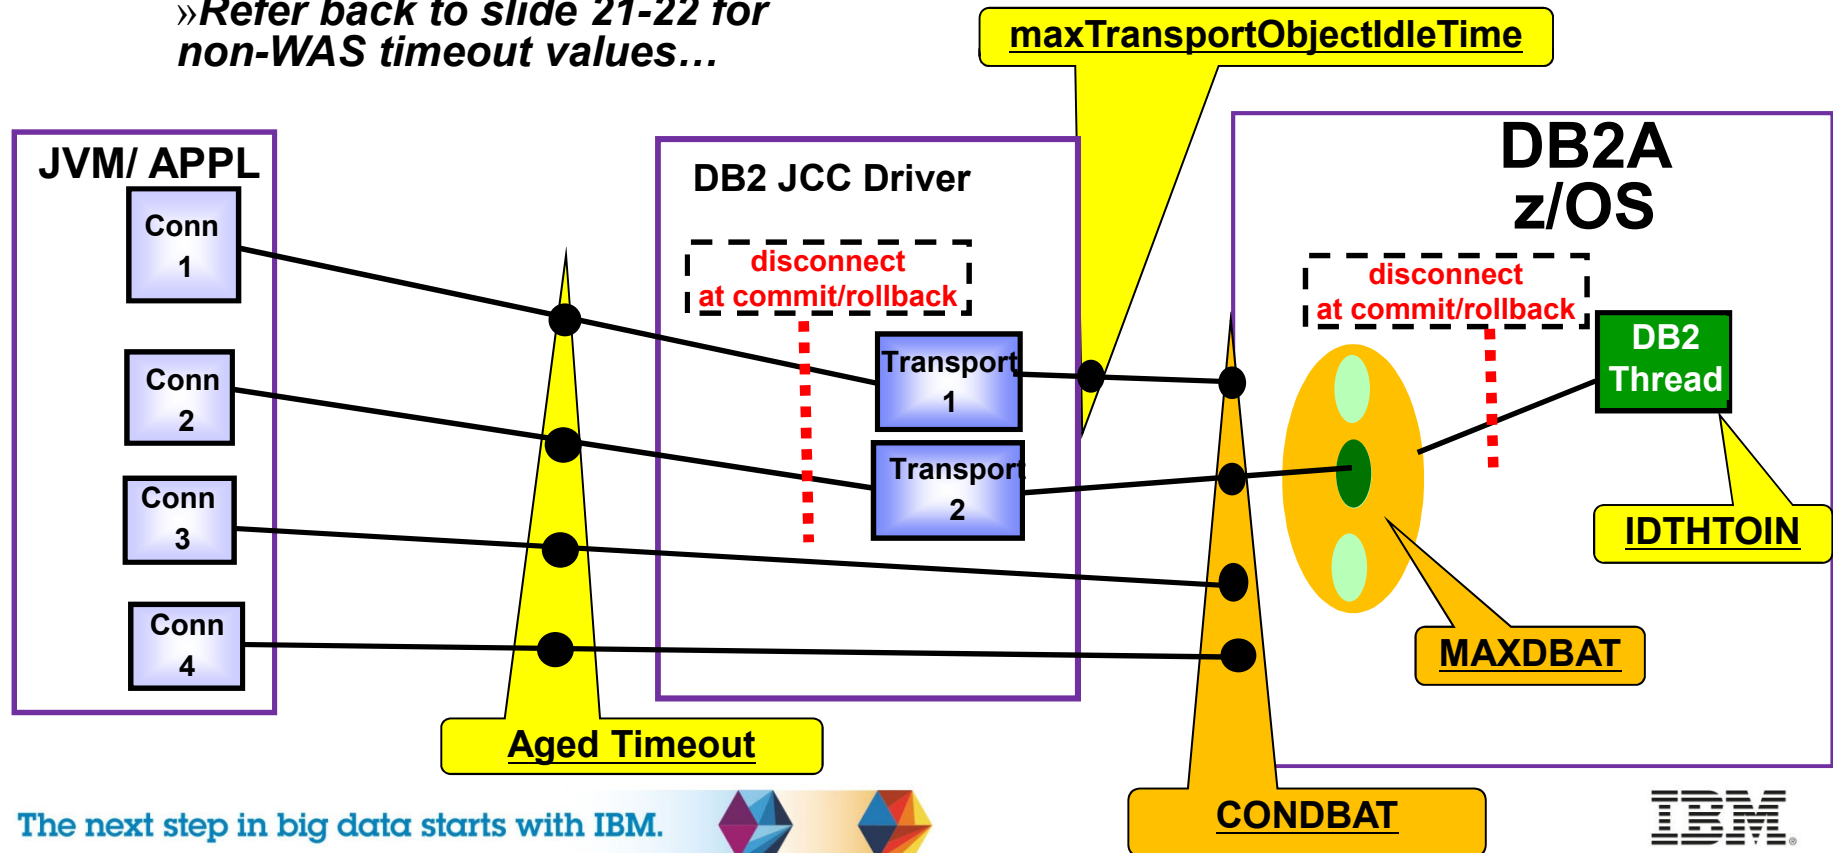 »Refer back to slide 21-22 for
non-WAS timeout values…
maxTransportObjectIdleTime
JVM/ APPL
Conn
1
Conn
2
Conn
3
Conn
4
Aged Timeout
DB2 JCC Driver
disconnect
at commit/rollback
Transport
1
Transport
2
CONDBAT
DB2A
z/OS
disconnect
at commit/rollback
DB2
Thread
IDTHTOIN
MAXDBAT
The next step in big data starts with IBM.
IBM®